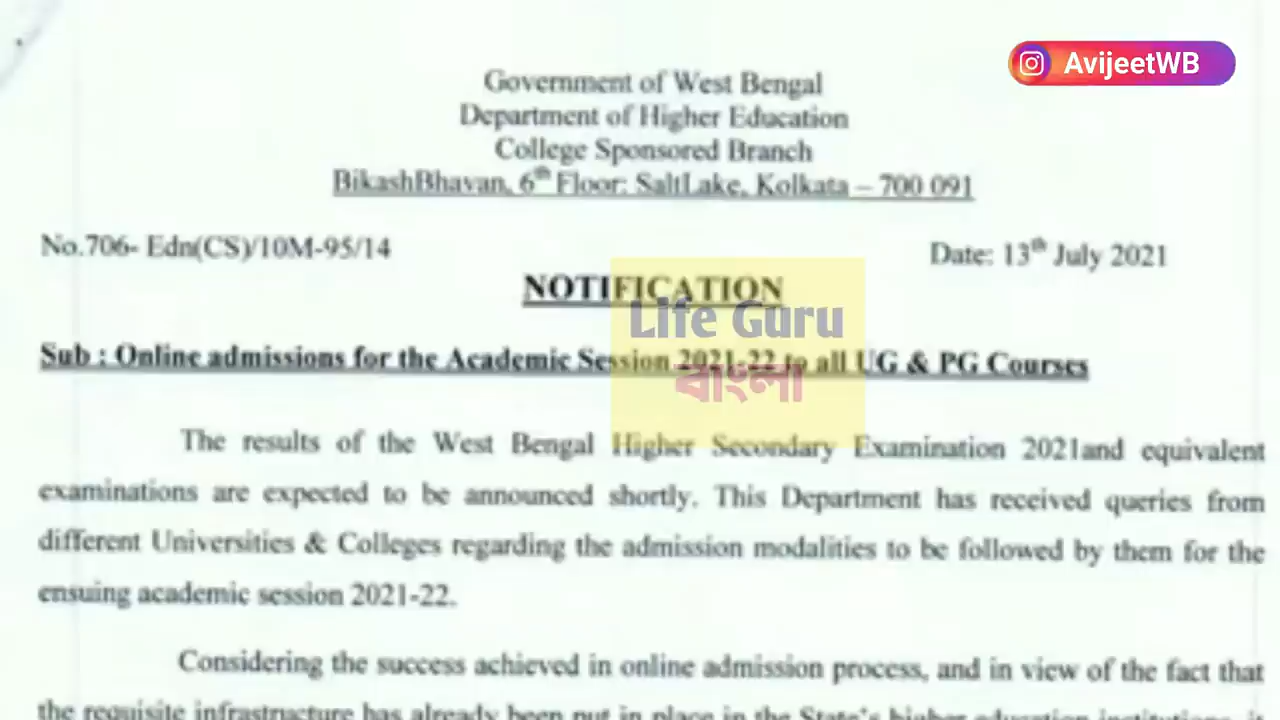 AvijeetWB
Government of West Bengal
Department of Higher Education
College Sponsored Branch
BikashBhavan, 6th Floor: SaltLake, Kolkata – 700 091
No.706- Edn(CS)/10M-95/14
Date: 13th July 2021
NOTIFICATION
Life Guru
Sub : Online admissions for the Academic Session 2021-22 to all UG & PG Courses
বাংলা
The results of the West Bengal Higher Secondary Examination 2021and equivalent
examinations are expected to be announced shortly. This Department has received queries from
different Universities & Colleges regarding the admission modalities to be followed by them for the
ensuing academic session 2021-22.
Considering the success achieved in online admission process, and in view of the fact that
the requisite infrastructure has already been put in place in the State's higher education institutions, it